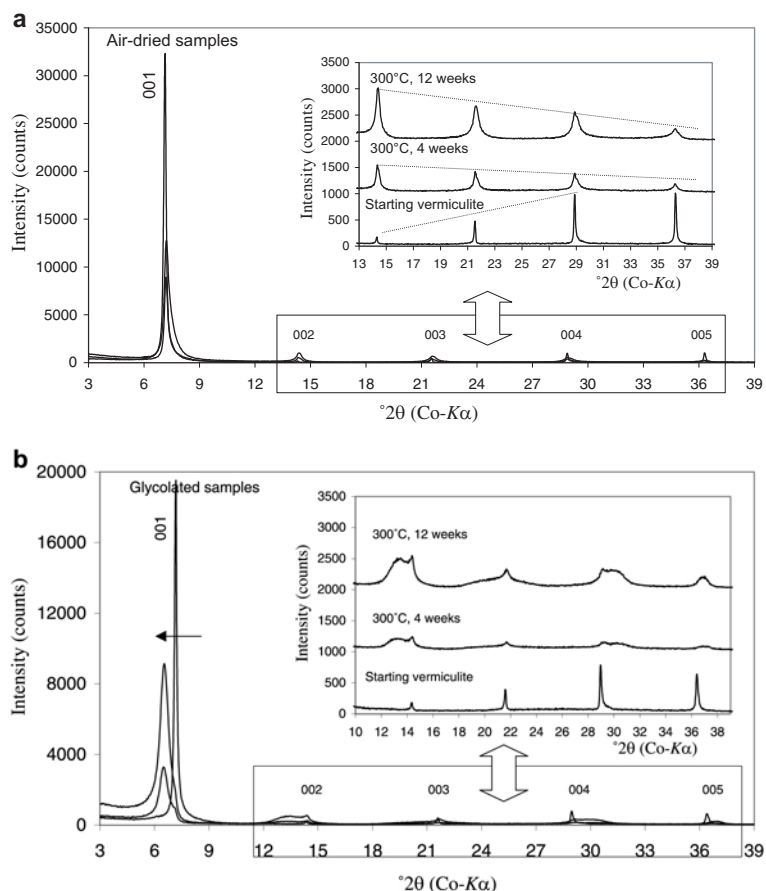 a
Air-dried samples
001
Intensity (counts)
35000
30000
25000
20000
15000
10000
5000
0
3 6 9 12 15 18 21 24 27 30 33 36 39
°2θ (Co-Kα)
002 003 004 005
Intensity (counts)
3500
3000
2500
2000
1500
1000
500
0
300°C, 12 weeks
300°C, 4 weeks
Starting vermiculite
13 15 17 19 21 23 25 27 29 31 33 35 37 39
°2θ (Co-Kα)
b
Glycolated samples
001
Intensity (counts)
20000
16000
12000
8000
4000
0
3 6 9 12 15 18 21 24 27 30 33 36 39
°2θ (Co-Kα)
002 003 004 005
Intensity (counts)
3500
3000
2500
2000
1500
1000
500
0
300°C, 12 weeks
300°C, 4 weeks
Starting vermiculite
10 12 14 16 18 20 22 24 26 28 30 32 34 36 38
°2θ (Co-Kα)